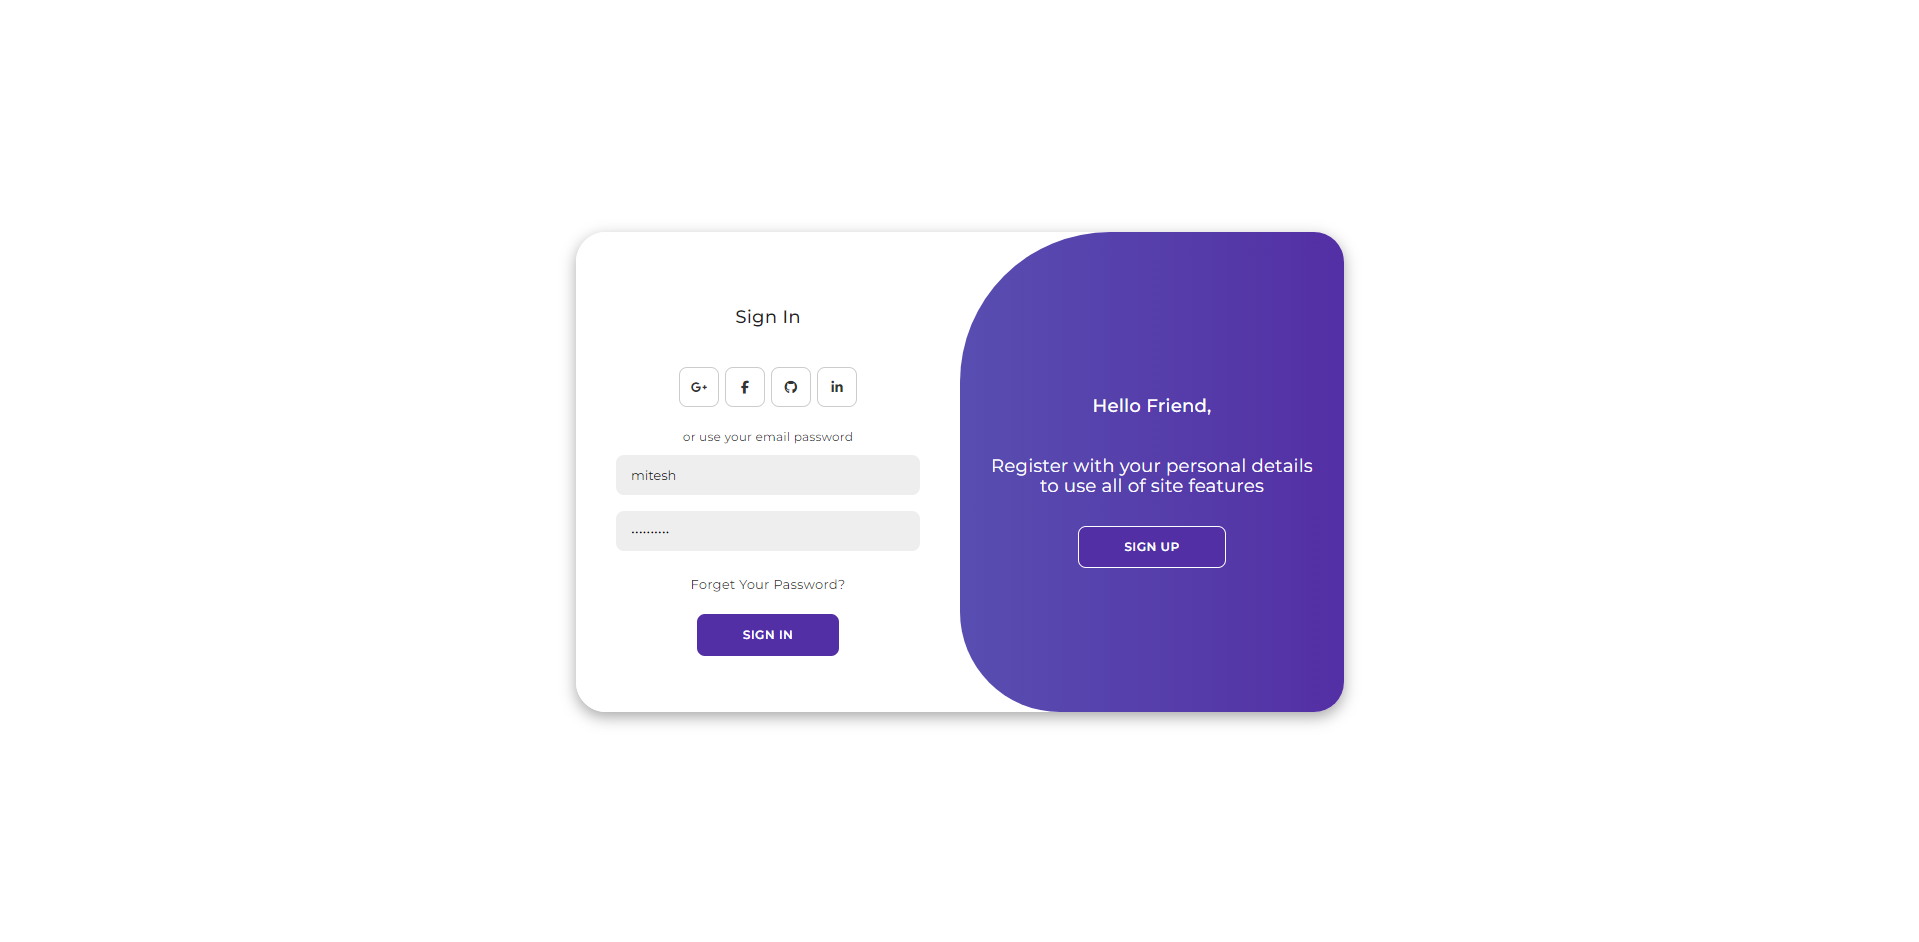 Sign In
G+ f in
or use your email password
mitesh
..........
Forget Your Password?
SIGN IN
Hello Friend,
Register with your personal details
to use all of site features
SIGN UP